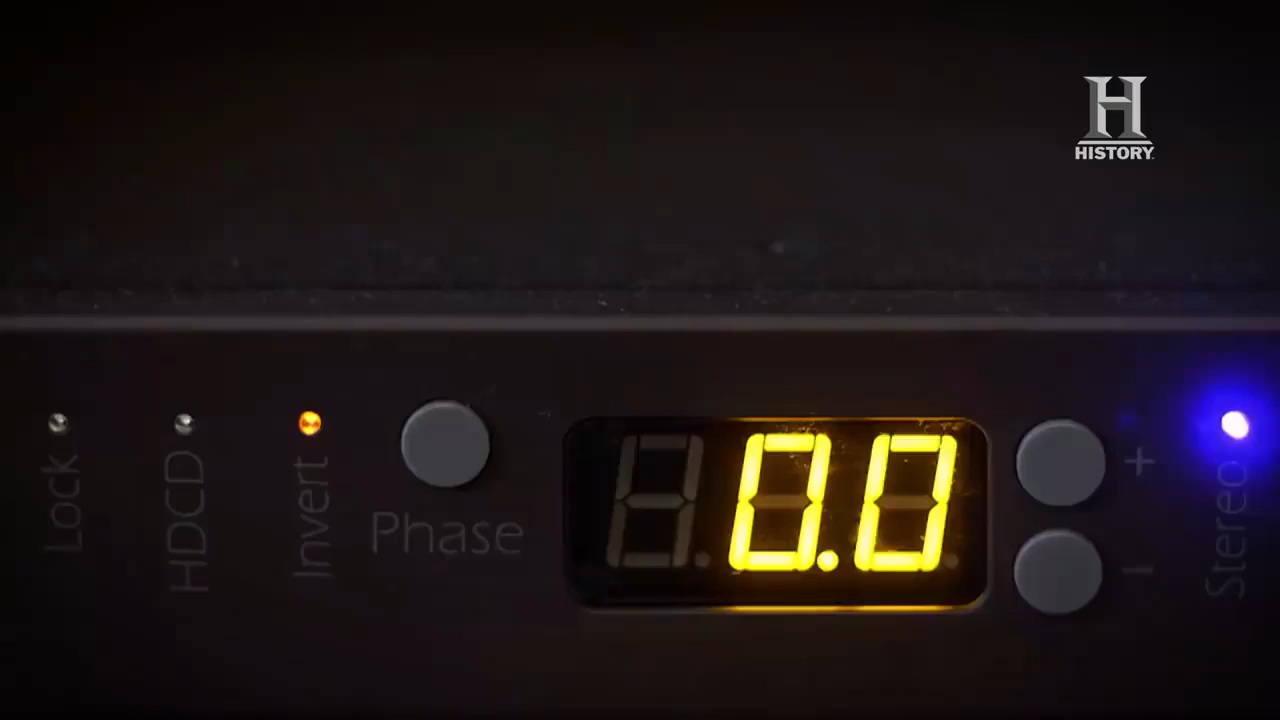 H
HISTORY
Lock
HDCD
Invert
Phase
0.0
+
-
Stereo